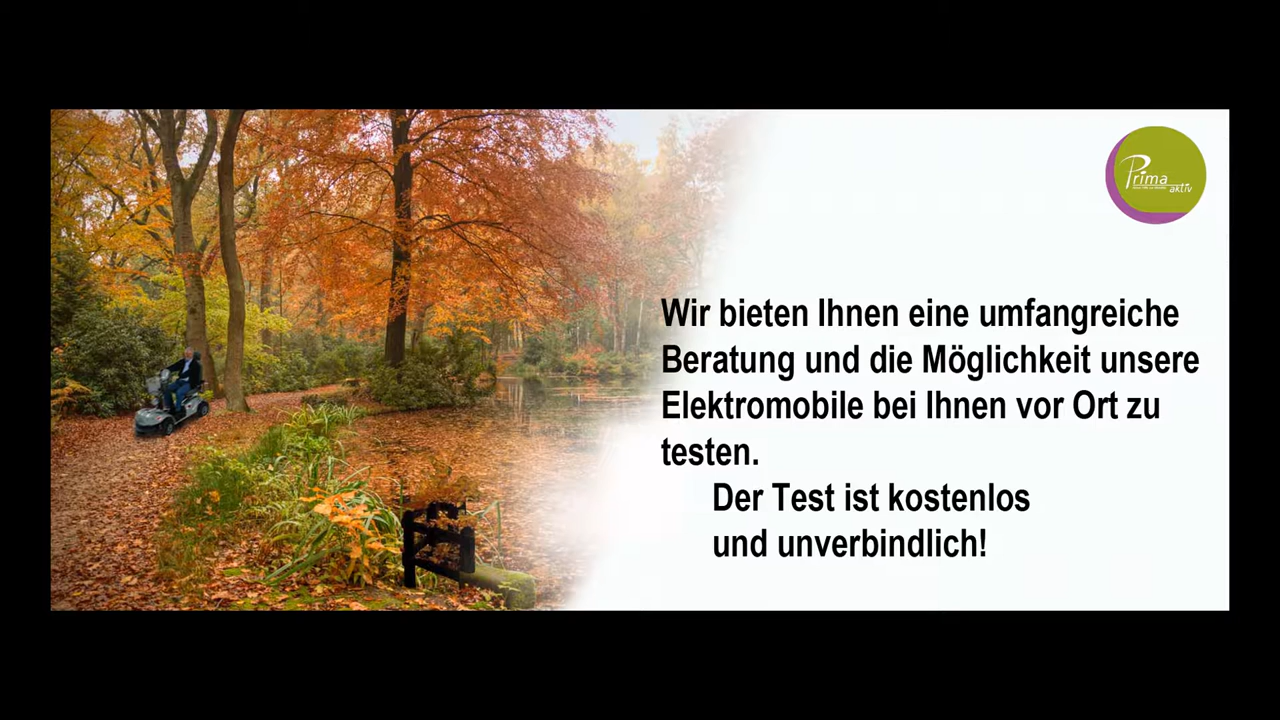 Prima
aktiv
Wir bieten Ihnen eine umfangreiche
Beratung und die Möglichkeit unsere
Elektromobile bei Ihnen vor Ort zu
testen.
Der Test ist kostenlos
und unverbindlich!